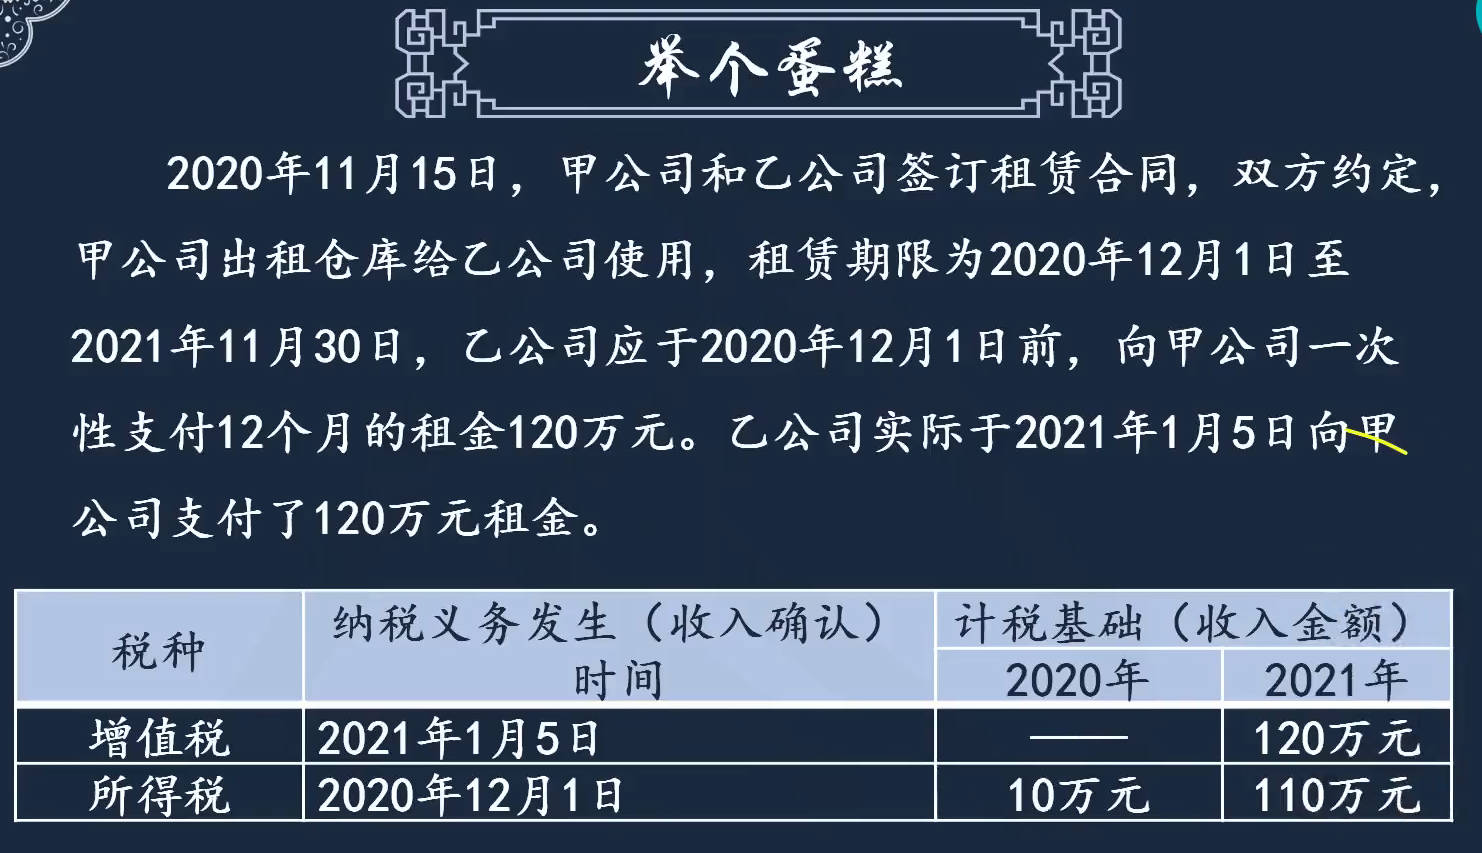 举个蛋糕
2020年11月15日，甲公司和乙公司签订租赁合同，双方约定，
甲公司出租仓库给乙公司使用，租赁期限为2020年12月1日至
2021年11月30日，乙公司应于2020年12月1日前，向甲公司一次
性支付12个月的租金120万元。乙公司实际于2021年1月5日向甲
公司支付了120万元租金。
税种 纳税义务发生（收入确认）时间 计税基础（收入金额）
2020年 2021年
增值税 2021年1月5日 —— 120万元
所得税 2020年12月1日 10万元 110万元